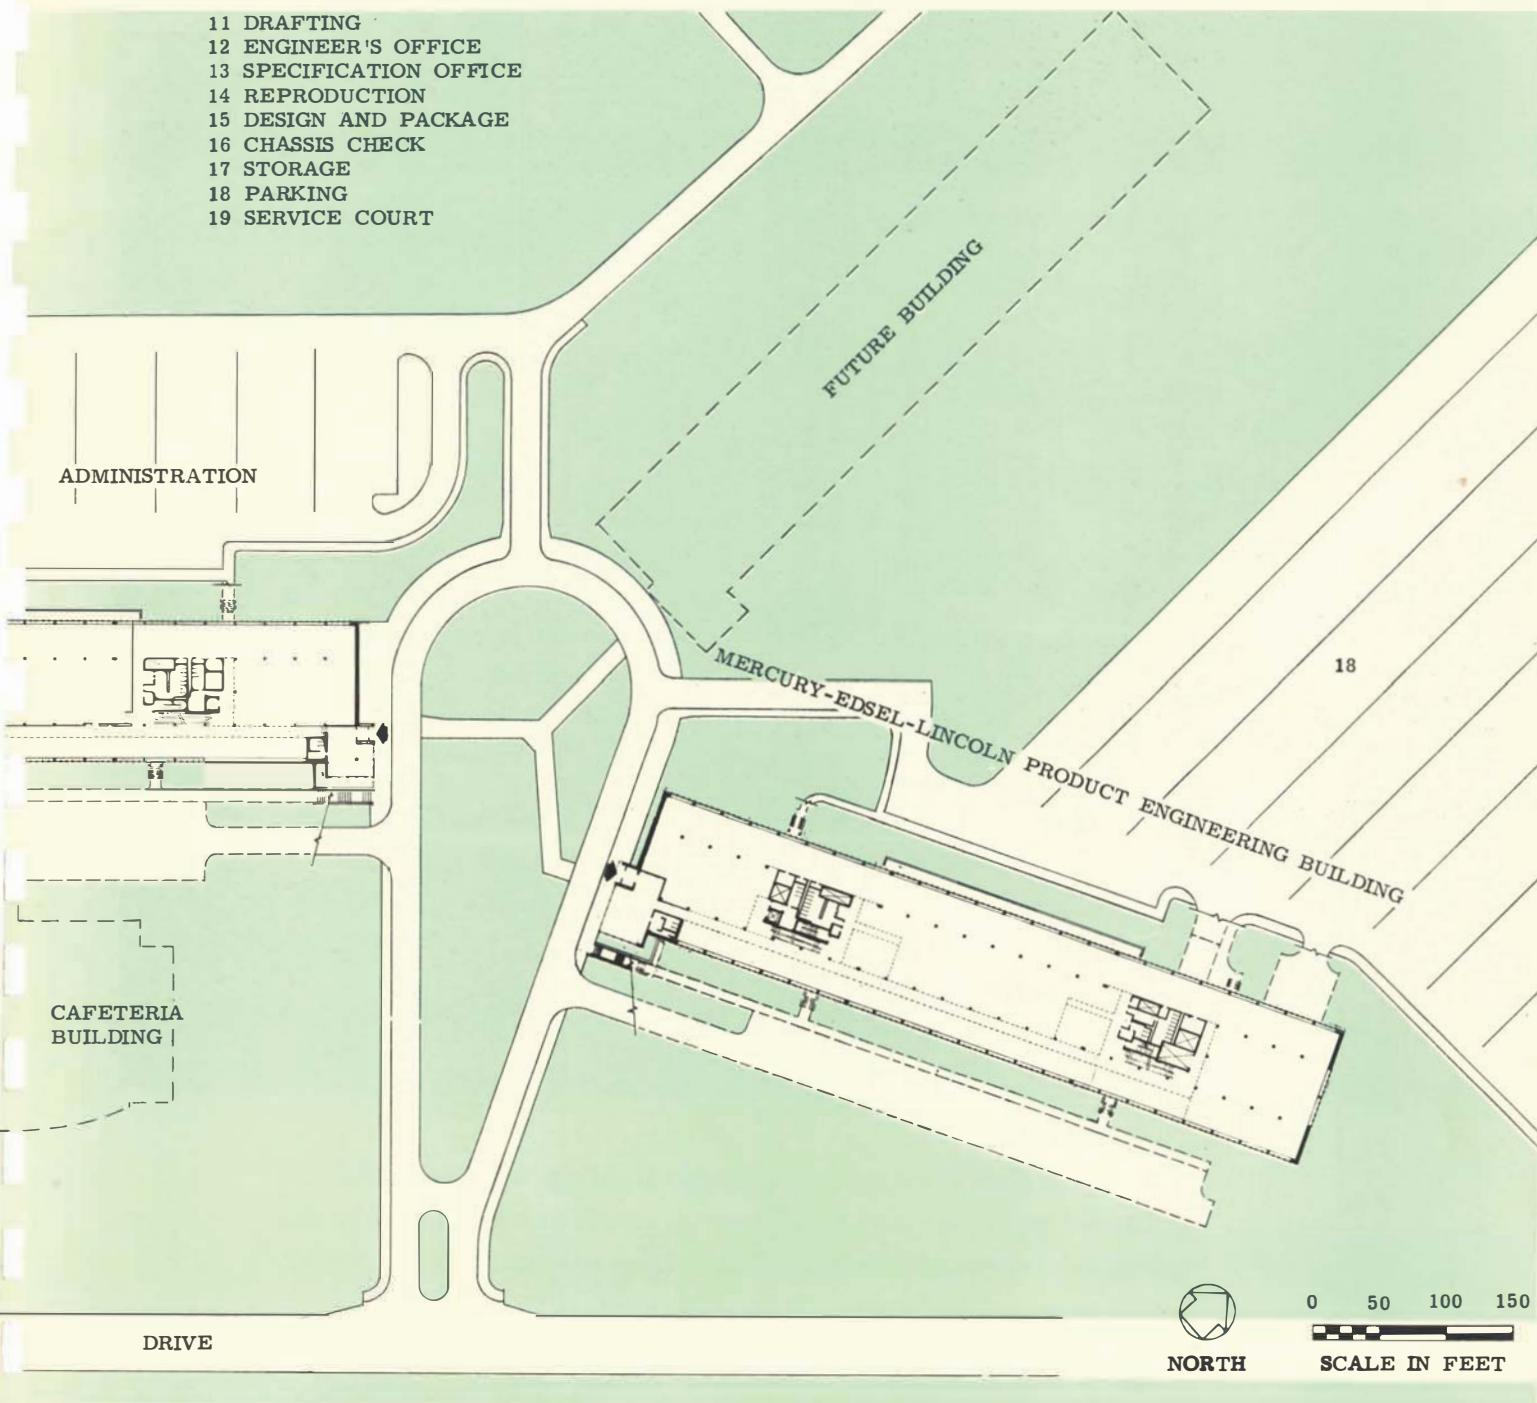 11 DRAFTING
12 ENGINEER'S OFFICE
13 SPECIFICATION OFFICE
14 REPRODUCTION
15 DESIGN AND PACKAGE
16 CHASSIS CHECK
17 STORAGE
18 PARKING
19 SERVICE COURT
FUTURE BUILDING
ADMINISTRATION
18
MERCURY-EDSEL-LINCOLN PRODUCT ENGINEERING BUILDING
CAFETERIA
BUILDING
DRIVE
NORTH
0 50 100 150
SCALE IN FEET